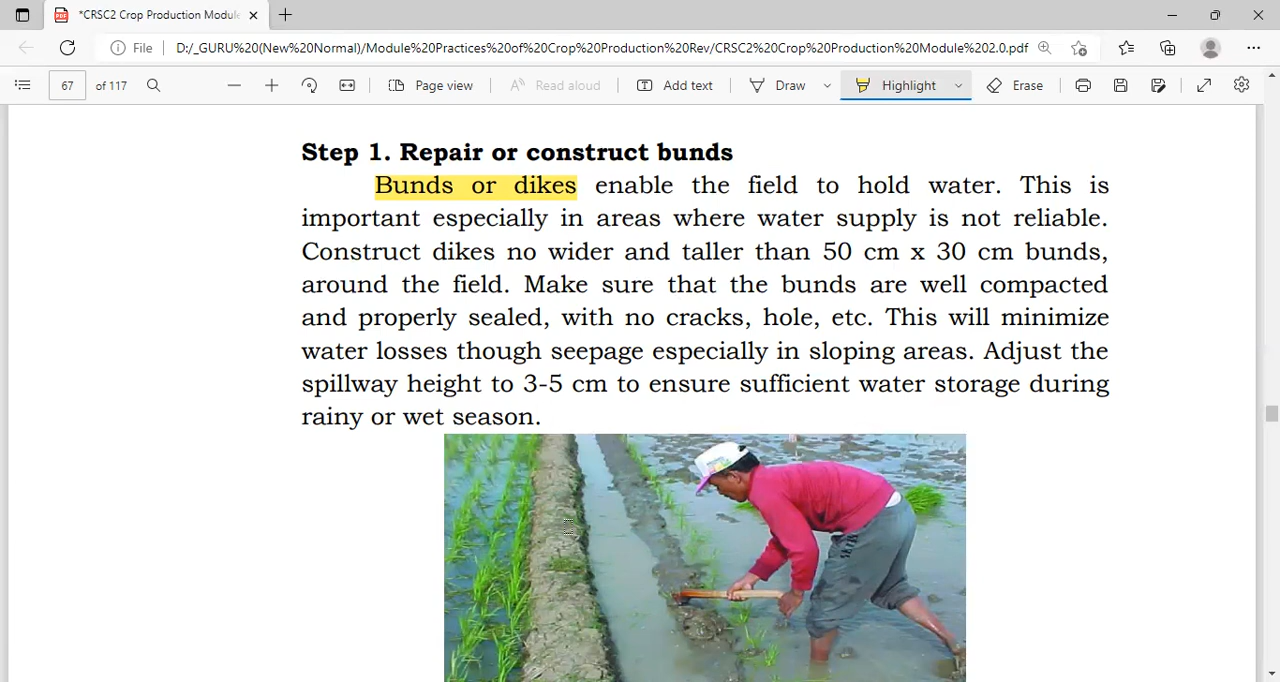 *CRSC2 Crop Production Module
File
D:/_GURU%20(New%20Normal)/Module%20Practices%20of%20Crop%20Production%20Rev/CRSC2%20Crop%20Production%20Module%202.0.pdf
67 of 117
Page view
Read aloud
Add text
Draw
Highlight
Erase
Step 1. Repair or construct bunds
Bunds or dikes enable the field to hold water. This is
important especially in areas where water supply is not reliable.
Construct dikes no wider and taller than 50 cm x 30 cm bunds,
around the field. Make sure that the bunds are well compacted
and properly sealed, with no cracks, hole, etc. This will minimize
water losses though seepage especially in sloping areas. Adjust the
spillway height to 3-5 cm to ensure sufficient water storage during
rainy or wet season.